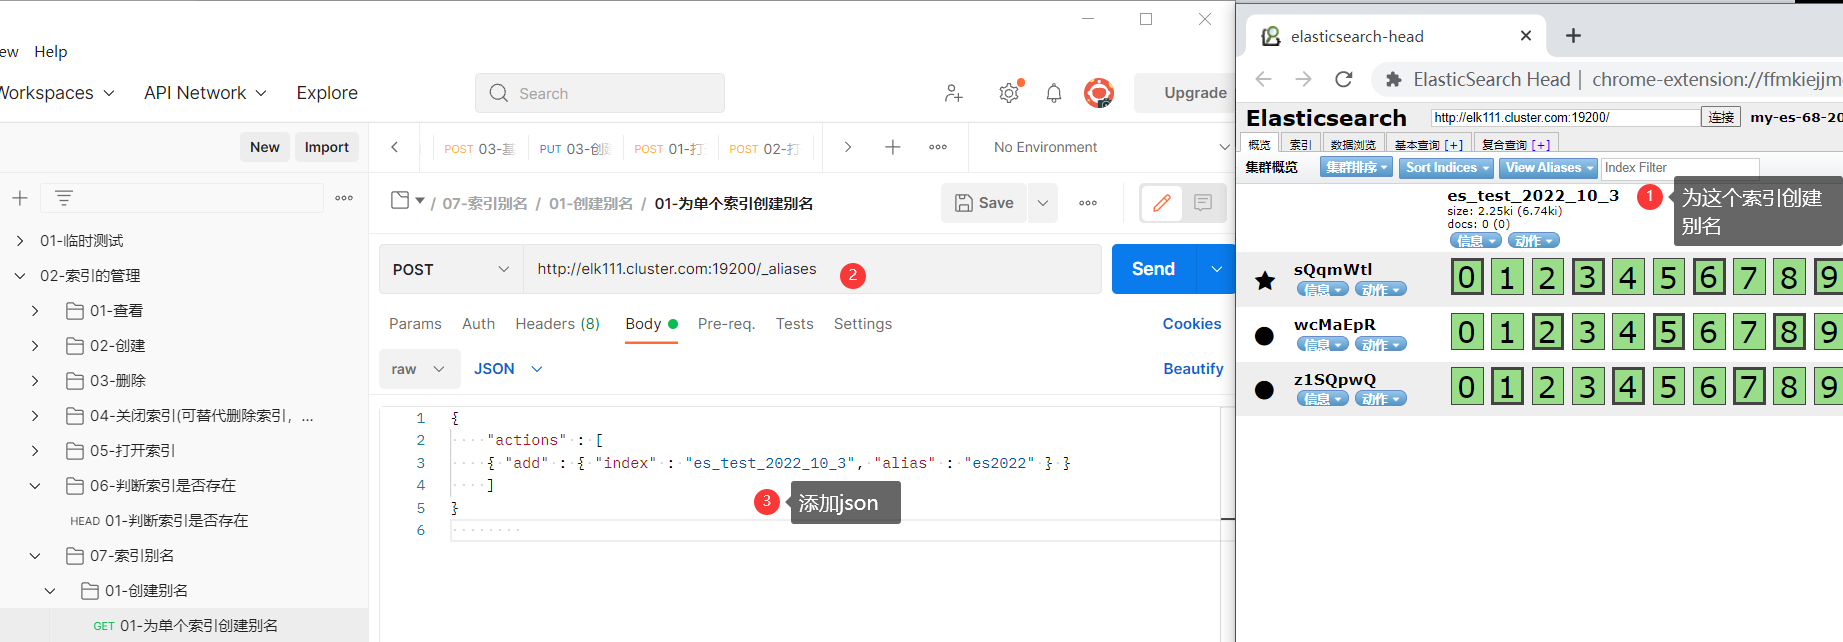 ew Help
Workspaces API Network Explore Search Upgrade
New Import POST 03-基 PUT 03-创 POST 01-打 POST 02-打 No Environment
/ 07-索引别名 / 01-创建别名 / 01-为单个索引创建别名 Save
01-临时测试
02-索引的管理
01-查看
02-创建
03-删除
04-关闭索引(可替代删除索引，...
05-打开索引
06-判断索引是否存在
HEAD 01-判断索引是否存在
07-索引别名
01-创建别名
GET 01-为单个索引创建别名
POST http://elk111.cluster.com:19200/_aliases 2 Send
Params Auth Headers (8) Body Pre-req. Tests Settings Cookies
raw JSON Beautify
1 {
2 "actions" : [
3 { "add" : { "index" : "es_test_2022_10_3", "alias" : "es2022" } }
4 ]
5 }
6
3 添加json
elasticsearch-head
ElasticSearch Head | chrome-extension://ffmkiejjm
Elasticsearch http://elk111.cluster.com:19200/ 连接 my-es-68-20
概览 索引 数据浏览 基本查询 [+] 复合查询 [+]
集群概览 集群排序 Sort Indices View Aliases Index Filter
es_test_2022_10_3
size: 2.25ki (6.74ki)
docs: 0 (0)
信息 动作
1 为这个索引创建
别名
sQqmWtl
信息 动作
0 1 2 3 4 5 6 7 8 9
wcMaEpR
信息 动作
0 1 2 3 4 5 6 7 8 9
z1SQpwQ
信息 动作
0 1 2 3 4 5 6 7 8 9